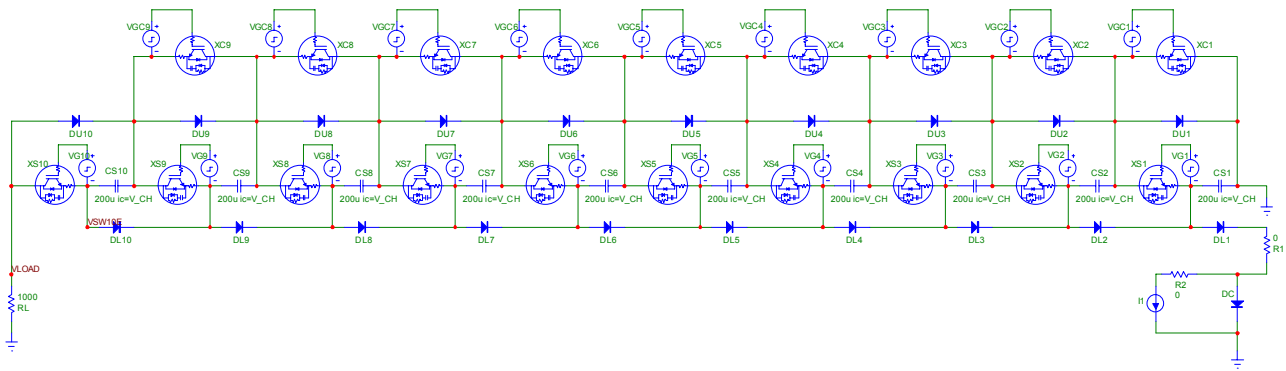 VGC9 VGC8 VGC7 VGC6 VGC5 VGC4 VGC3 VGC2 VGC1
XC9 XC8 XC7 XC6 XC5 XC4 XC3 XC2 XC1
DU10 DU9 DU8 DU7 DU6 DU5 DU4 DU3 DU2 DU1
XS10 VG10 XS9 VG9 XS8 VG8 XS7 VG7 XS6 VG6 XS5 VG5 XS4 VG4 XS3 VG3 XS2 VG2 XS1 VG1
CS10 CS9 CS8 CS7 CS6 CS5 CS4 CS3 CS2 CS1
200u ic=V_CH 200u ic=V_CH 200u ic=V_CH 200u ic=V_CH 200u ic=V_CH 200u ic=V_CH 200u ic=V_CH 200u ic=V_CH 200u ic=V_CH 200u ic=V_CH
DL10 DL9 DL8 DL7 DL6 DL5 DL4 DL3 DL2 DL1
0
R1
VLOAD
R2
0
1000
RL
I1
DC